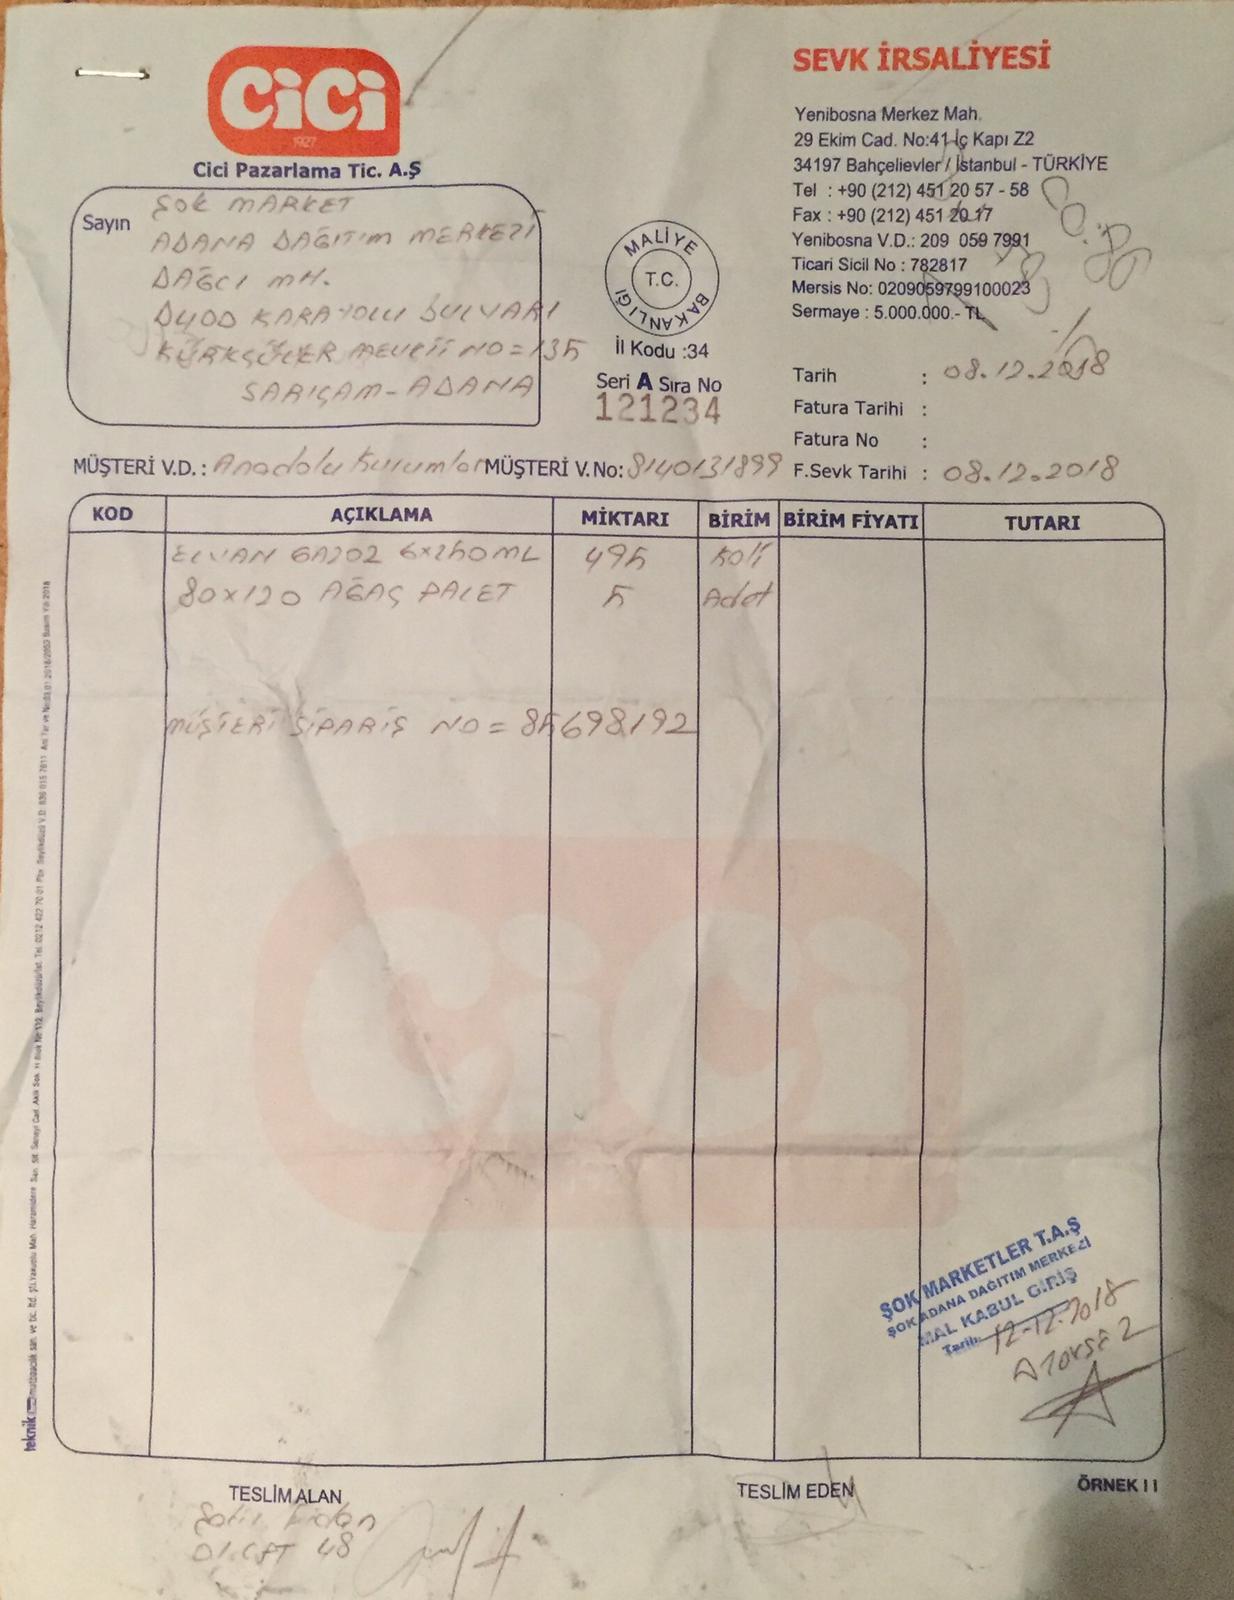 CiCi
1927
Cici Pazarlama Tic. A.Ş
SEVK İRSALİYESİ
Yenibosna Merkez Mah.
29 Ekim Cad. No:41 İç Kapı Z2
34197 Bahçelievler / İstanbul - TÜRKİYE
Tel : +90 (212) 451 20 57 - 58
Fax : +90 (212) 451 20 17
Yenibosna V.D.: 209 059 7991
Ticari Sicil No : 782817
Mersis No: 0209059799100023
Sermaye : 5.000.000.- TL
Sayın
ŞOK MARKET
ADANA DAĞITIM MERKEZİ
DAĞCI MH.
D400 KARAYOLU BULVARI
KÜRKÇÜLER MEVKİİ NO=135
SARIÇAM-ADANA
MALİYE
T.C.
BAKANLIĞI
İl Kodu :34
Seri A Sıra No
121234
Tarih : 08.12.2018
Fatura Tarihi :
Fatura No :
F.Sevk Tarihi : 08.12.2018
MÜŞTERİ V.D.: Anadolu Kurumlar MÜŞTERİ V.No: 8140131899
KOD AÇIKLAMA MİKTARI BİRİM BİRİM FİYATI TUTARI
ELVAN GAZOZ 6x250ML 495 Koli
80x120 AĞAÇ PALET 5 Adet
MÜŞTERİ SİPARİŞ NO = 85698192
CiCi
ŞOK MARKETLER T.A.Ş
ŞOK ADANA DAĞITIM MERKEZİ
MAL KABUL GİRİŞ
Tarih: 12-12-2018
TESLİM ALAN
TESLİM EDEN
ÖRNEK 11
48
teknik